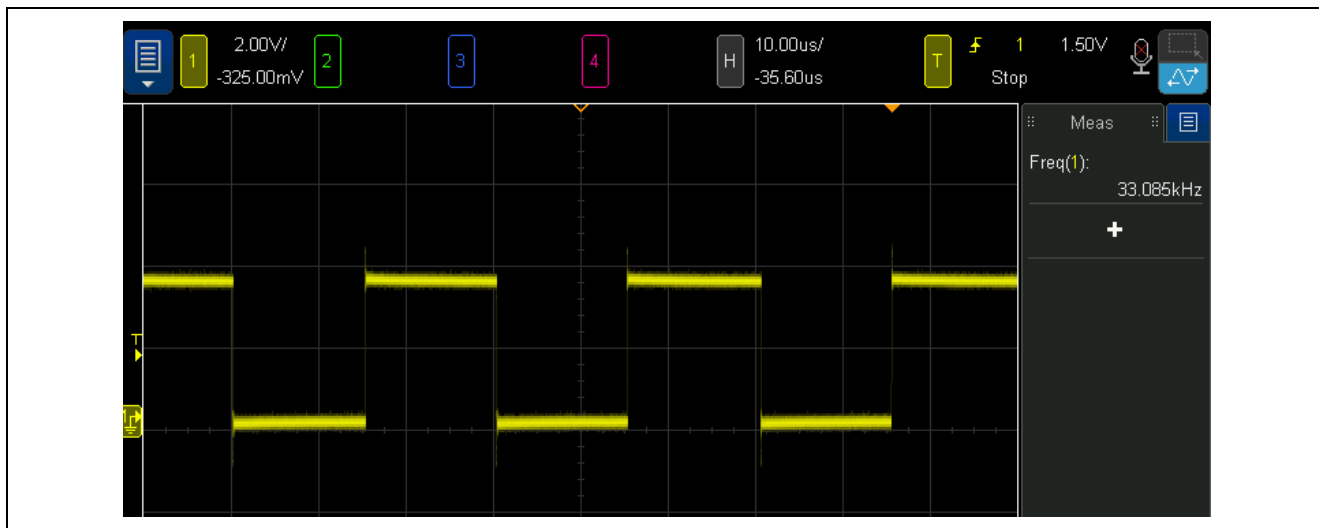 1 2.00V/ -325.00mV
2
3
4
H 10.00us/ -35.60us
T 1 1.50V Stop
Meas
Freq(1):
33.085kHz
+
T